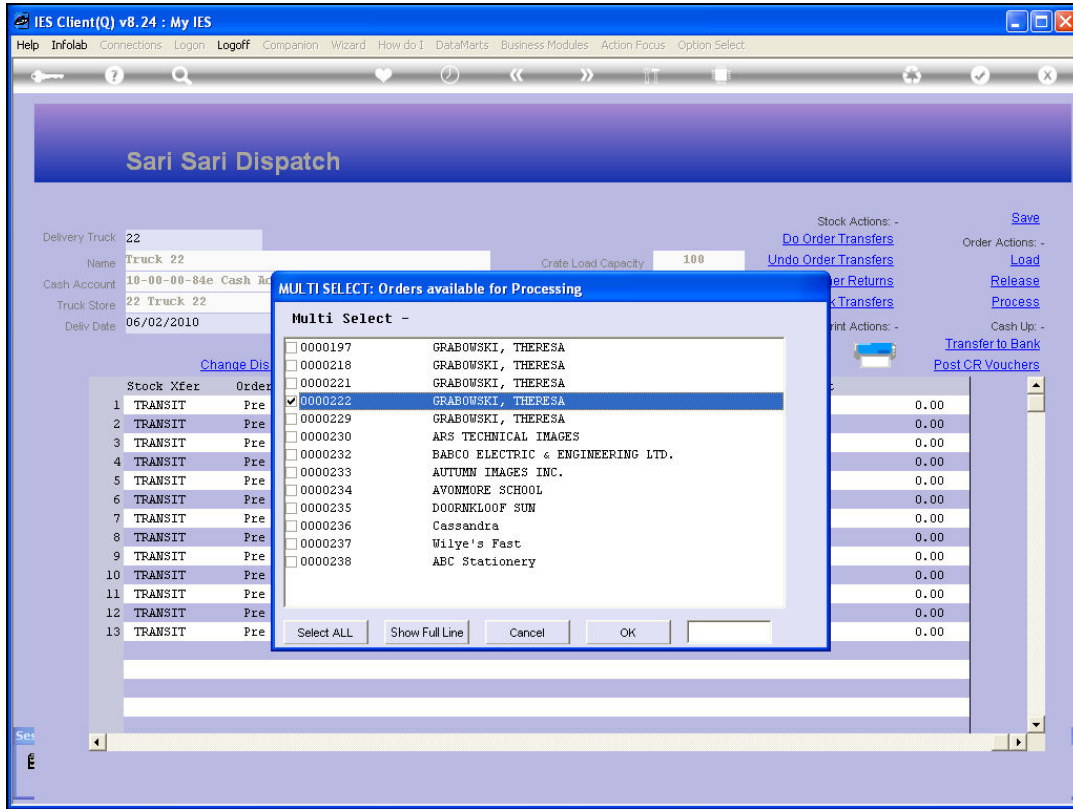 IES Client(Q) v8.24 : My IES
Help Infolab Connections Logon Logoff Companion Wizard How do I DataMarts Business Modules Action Focus Option Select
Sari Sari Dispatch
Stock Actions: - Save
Delivery Truck 22 Do Order Transfers Order Actions: -
Name Truck 22 Crate Load Capacity 100 Undo Order Transfers Load
Cash Account 10-00-00-84e Cash er Returns Release
Truck Store 22 Truck 22 Transfers Process
Deliv Date 06/02/2010 rint Actions: - Cash Up: -
Transfer to Bank
Change Dis Post CR Vouchers
Stock Xfer Order
1 TRANSIT Pre 0.00
2 TRANSIT Pre 0.00
3 TRANSIT Pre 0.00
4 TRANSIT Pre 0.00
5 TRANSIT Pre 0.00
6 TRANSIT Pre 0.00
7 TRANSIT Pre 0.00
8 TRANSIT Pre 0.00
9 TRANSIT Pre 0.00
10 TRANSIT Pre 0.00
11 TRANSIT Pre 0.00
12 TRANSIT Pre 0.00
13 TRANSIT Pre 0.00
MULTI SELECT: Orders available for Processing
Multi Select -
0000197 GRABOWSKI, THERESA
0000218 GRABOWSKI, THERESA
0000221 GRABOWSKI, THERESA
0000222 GRABOWSKI, THERESA
0000229 GRABOWSKI, THERESA
0000230 ARS TECHNICAL IMAGES
0000232 BABCO ELECTRIC & ENGINEERING LTD.
0000233 AUTUMN IMAGES INC.
0000234 AVONMORE SCHOOL
0000235 DOORNKLOOF SUN
0000236 Cassandra
0000237 Wilye's Fast
0000238 ABC Stationery
Select ALL Show Full Line Cancel OK
Ses